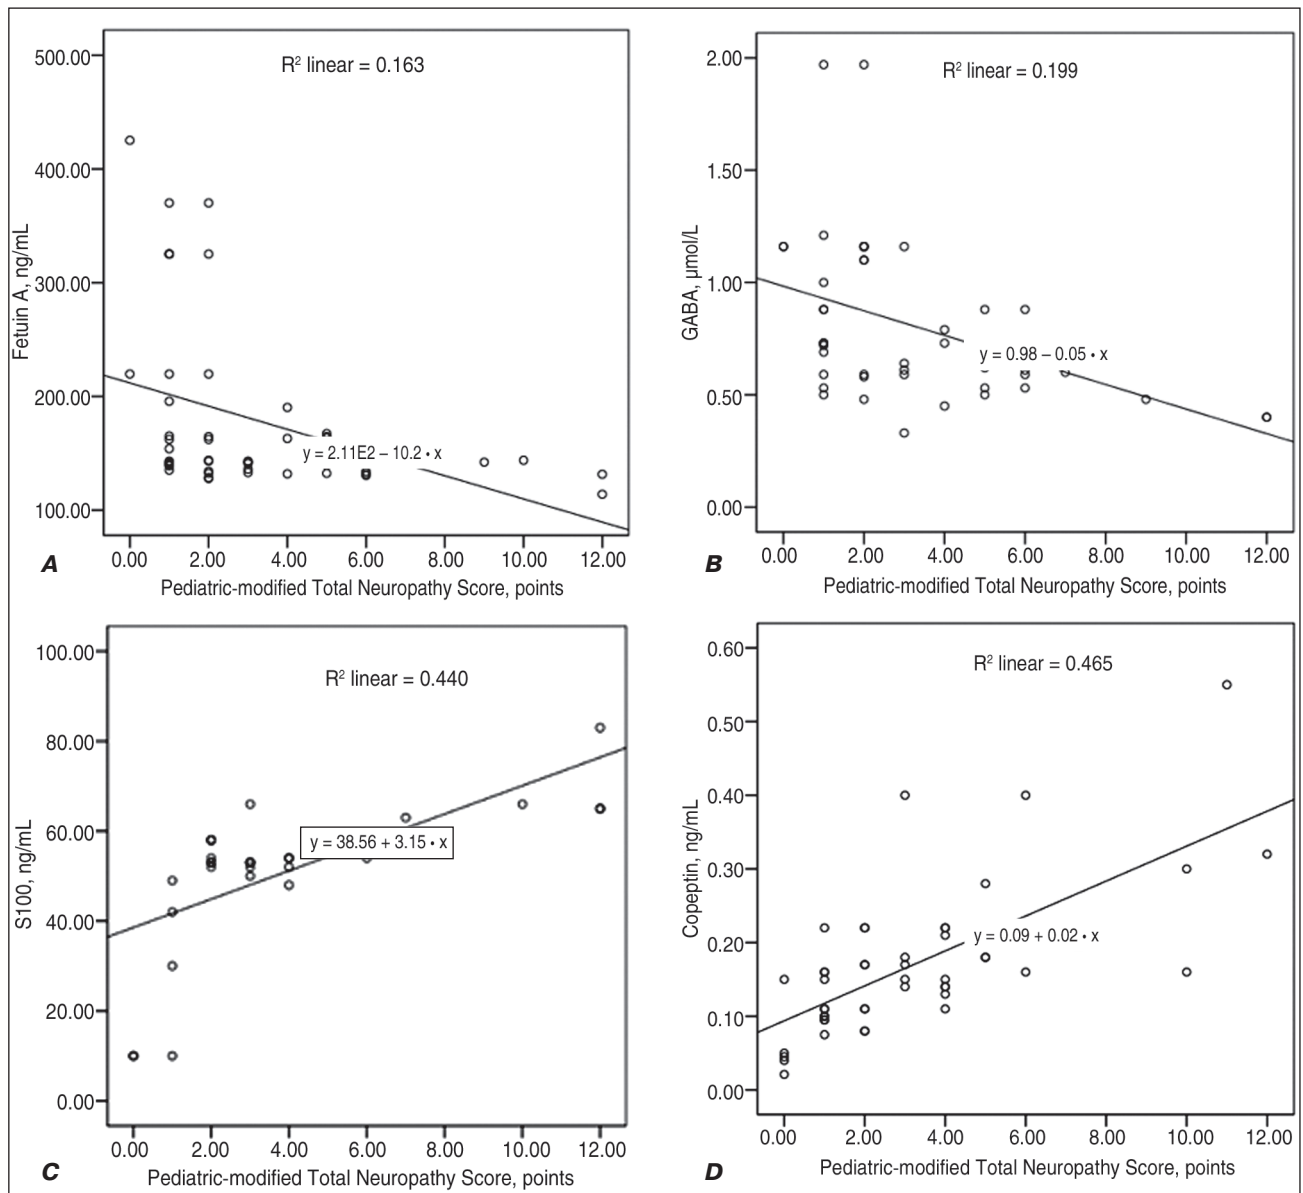 R² linear = 0.163
500.00
400.00
300.00
200.00
100.00
Fetuin A, ng/mL
y = 2.11E2 – 10.2 • x
0.00 2.00 4.00 6.00 8.00 10.00 12.00
A
Pediatric-modified Total Neuropathy Score, points
R² linear = 0.199
2.00
1.50
1.00
0.50
0.00
GABA, µmol/L
y = 0.98 – 0.05 • x
0.00 2.00 4.00 6.00 8.00 10.00 12.00
B
Pediatric-modified Total Neuropathy Score, points
R² linear = 0.440
100.00
80.00
60.00
40.00
20.00
0.00
S100, ng/mL
y = 38.56 + 3.15 • x
0.00 2.00 4.00 6.00 8.00 10.00 12.00
C
Pediatric-modified Total Neuropathy Score, points
R² linear = 0.465
0.60
0.50
0.40
0.30
0.20
0.10
0.00
Copeptin, ng/mL
y = 0.09 + 0.02 • x
0.00 2.00 4.00 6.00 8.00 10.00 12.00
D
Pediatric-modified Total Neuropathy Score, points